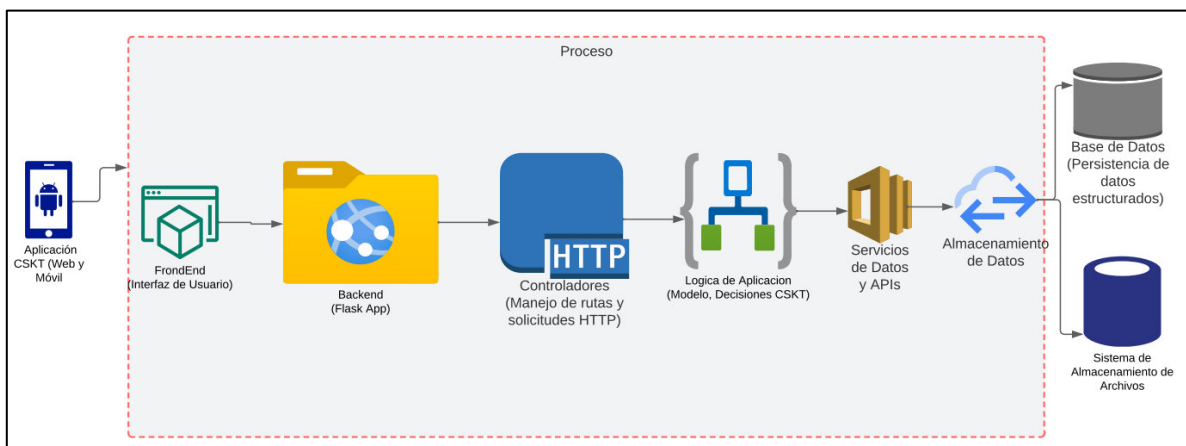 Proceso
Aplicación
CSKT (Web y
Móvil
FrondEnd
(Interfaz de Usuario)
Backend
(Flask App)
HTTP
Controladores
(Manejo de rutas y
solicitudes HTTP)
Logica de Aplicacion
(Modelo, Decisiones CSKT)
Servicios
de Datos
y APIs
Almacenamiento
de Datos
Base de Datos
(Persistencia de
datos
estructurados)
Sistema de
Almacenamiento de
Archivos